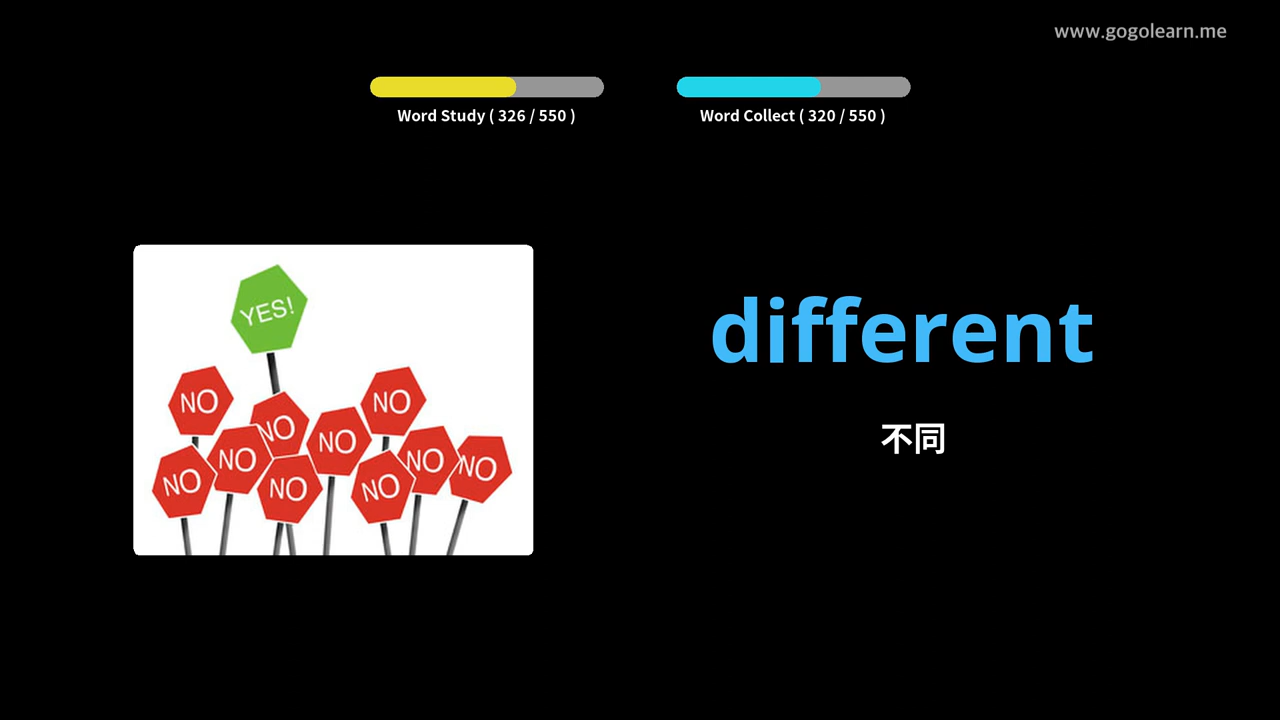 www.gogolearn.me
Word Study ( 326 / 550 )
Word Collect ( 320 / 550 )
YES!
NO
NO
NO
NO
NO
NO
NO
NO
NO
NO
different
不同